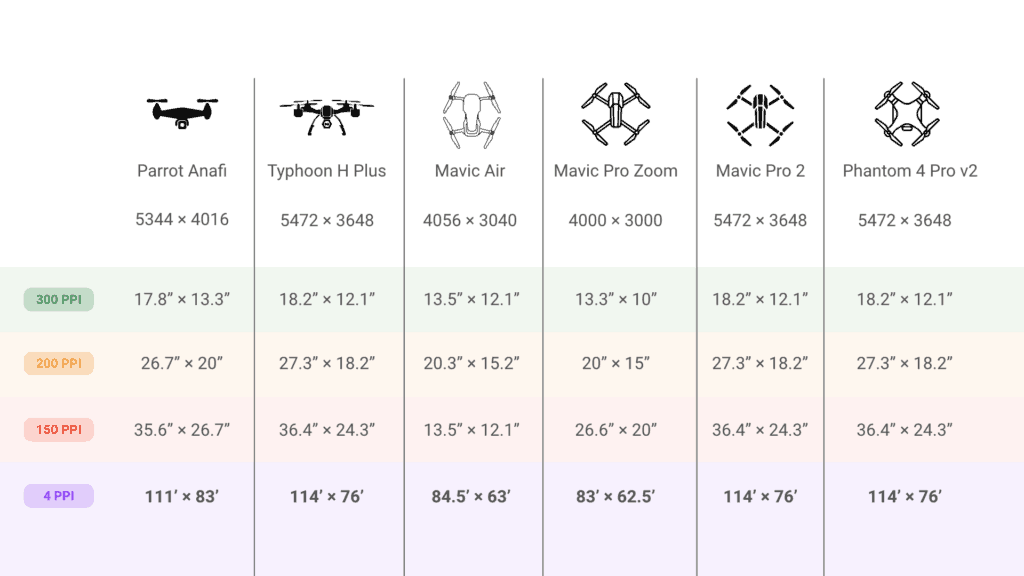 Parrot Anafi Typhoon H Plus Mavic Air Mavic Pro Zoom Mavic Pro 2 Phantom 4 Pro v2
5344 × 4016 5472 × 3648 4056 × 3040 4000 × 3000 5472 × 3648 5472 × 3648
300 PPI 17.8” × 13.3” 18.2” × 12.1” 13.5” × 12.1” 13.3” × 10” 18.2” × 12.1” 18.2” × 12.1”
200 PPI 26.7” × 20” 27.3” × 18.2” 20.3” × 15.2” 20” × 15” 27.3” × 18.2” 27.3” × 18.2”
150 PPI 35.6” × 26.7” 36.4” × 24.3” 13.5” × 12.1” 26.6” × 20” 36.4” × 24.3” 36.4” × 24.3”
4 PPI 111’ × 83’ 114’ × 76’ 84.5’ × 63’ 83’ × 62.5’ 114’ × 76’ 114’ × 76’